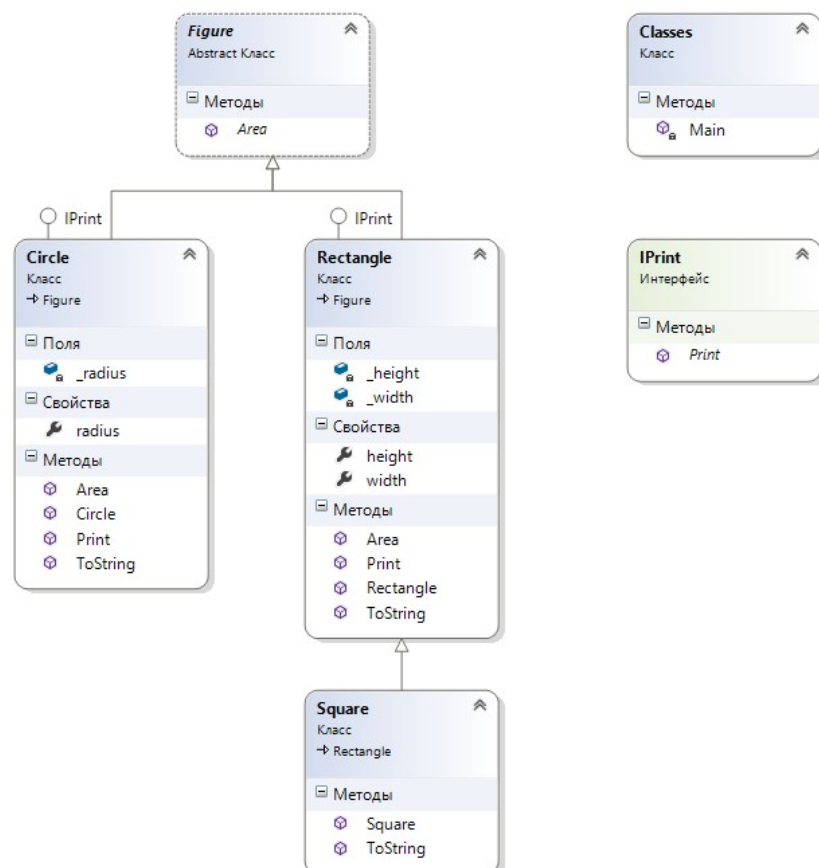 Figure
Abstract Класс
Методы
Area
Classes
Класс
Методы
Main
IPrint
IPrint
Circle
Класс
Figure
Поля
_radius
Свойства
radius
Методы
Area
Circle
Print
ToString
Rectangle
Класс
Figure
Поля
_height
_width
Свойства
height
width
Методы
Area
Print
Rectangle
ToString
IPrint
Интерфейс
Методы
Print
Square
Класс
Rectangle
Методы
Square
ToString